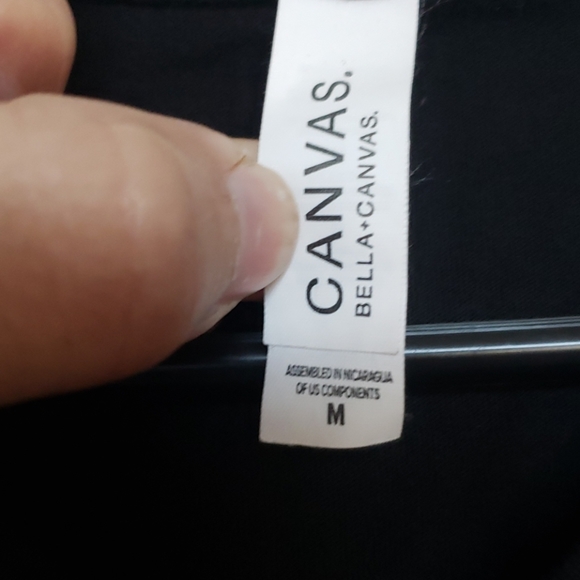 CANVAS.
BELLA+CANVAS.
ASSEMBLED IN NICARAGUA
OF US COMPONENTS
M